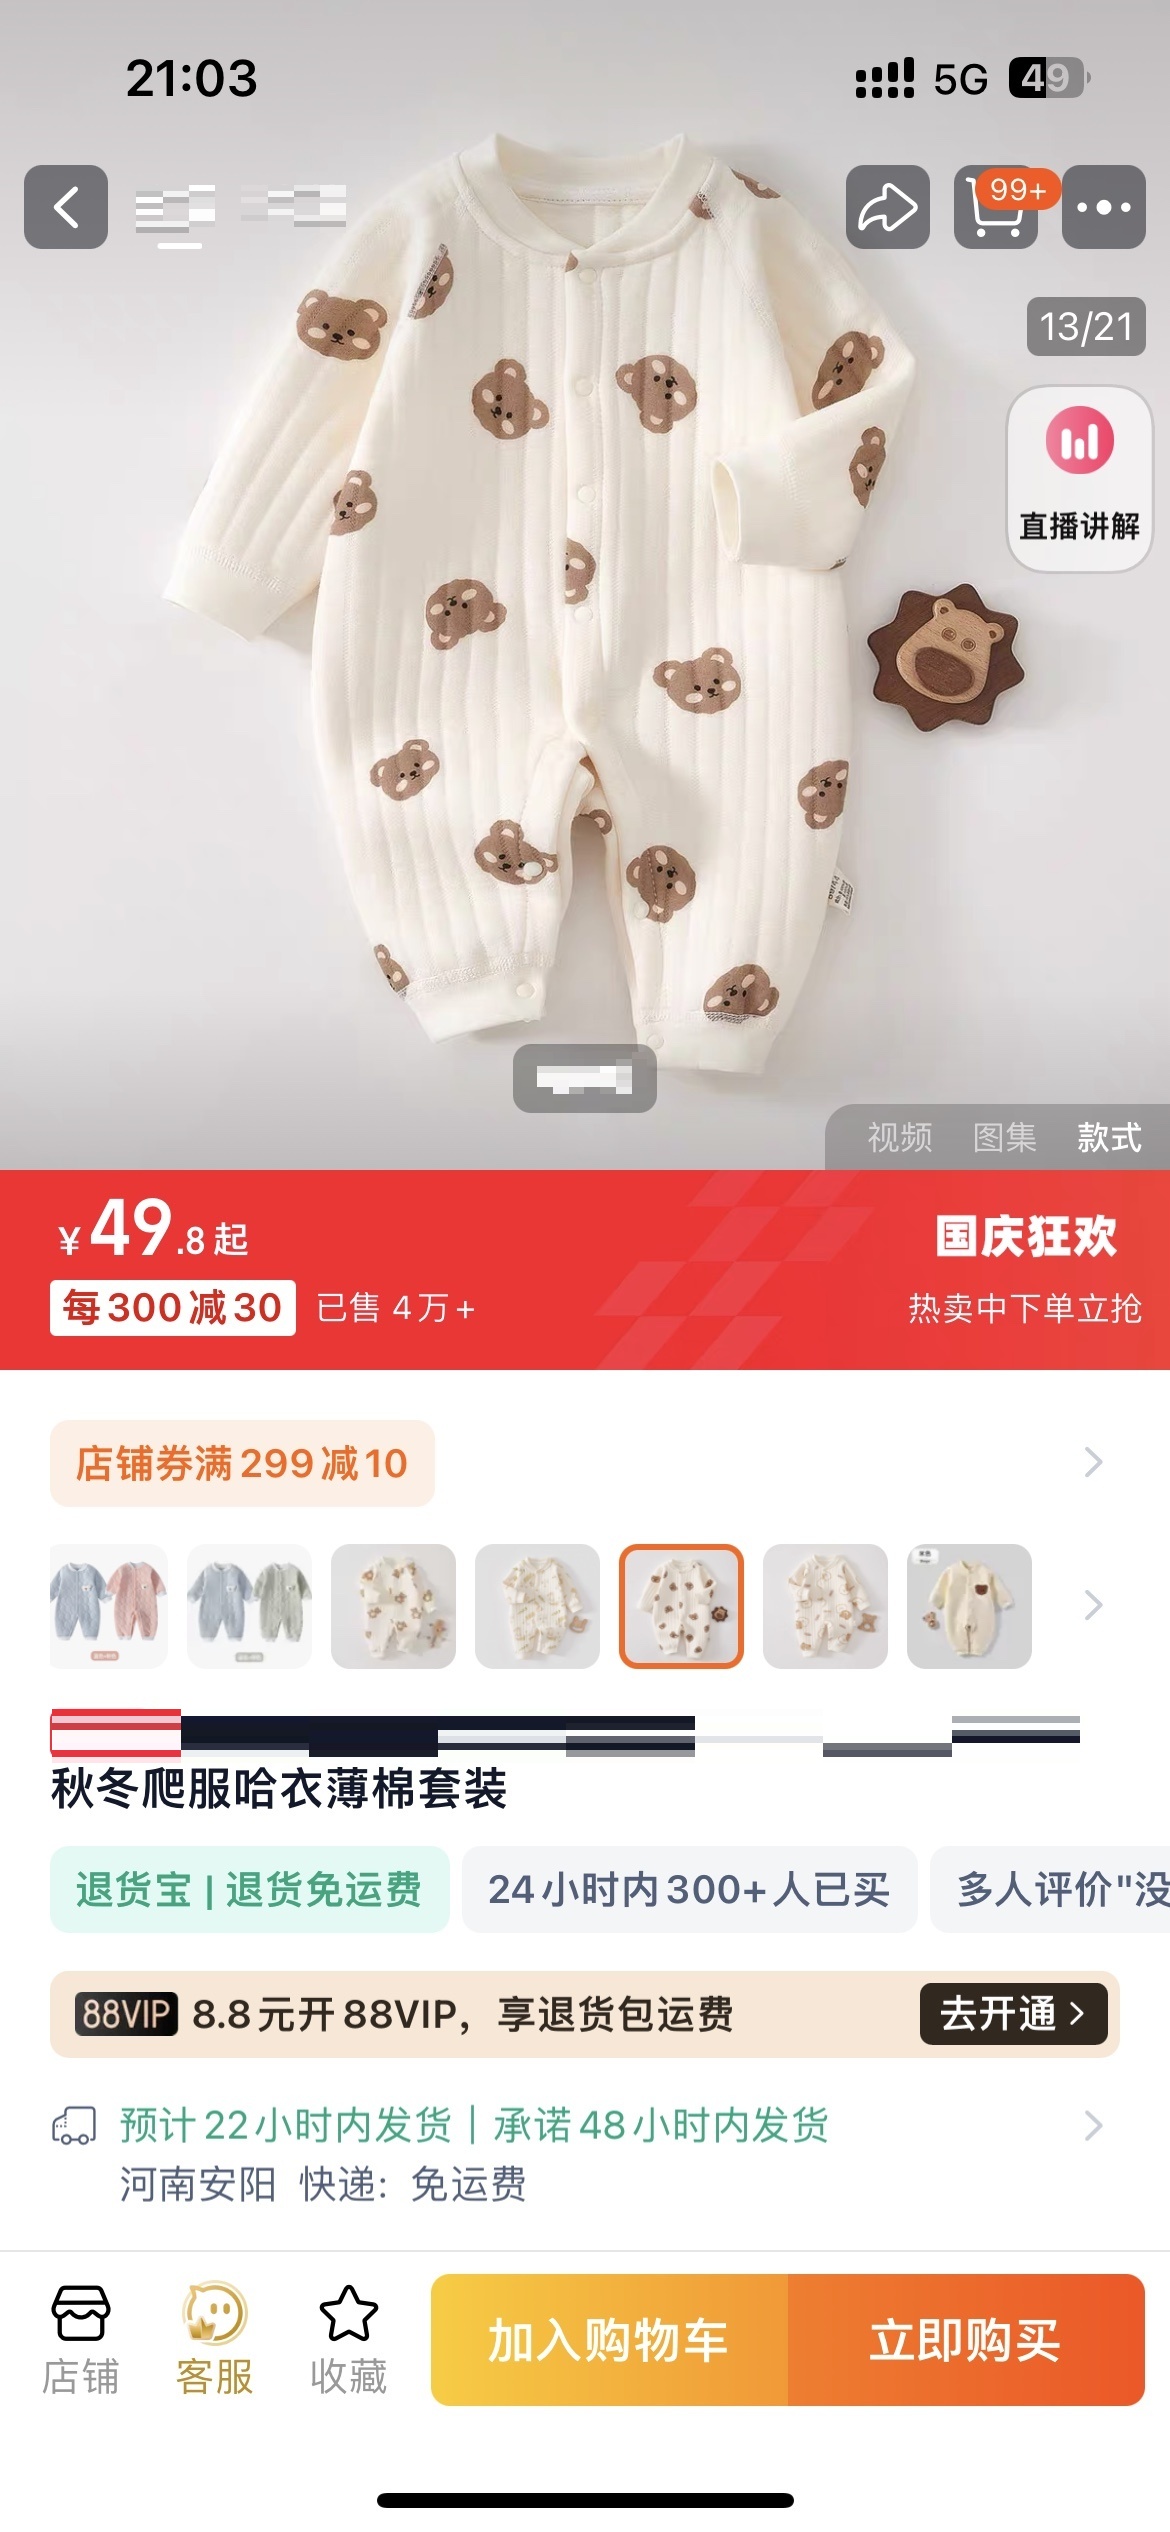 21:03
5G
49
99+
13/21
直播讲解
视频 图集 款式
¥49.8起
国庆狂欢
每300减30 已售 4万+
热卖中下单立抢
店铺券满299减10
秋冬爬服哈衣薄棉套装
退货宝 | 退货免运费
24小时内300+人已买
多人评价"没
88VIP 8.8元开88VIP，享退货包运费
去开通
预计22小时内发货 | 承诺48小时内发货
河南安阳 快递: 免运费
店铺
客服
收藏
加入购物车
立即购买